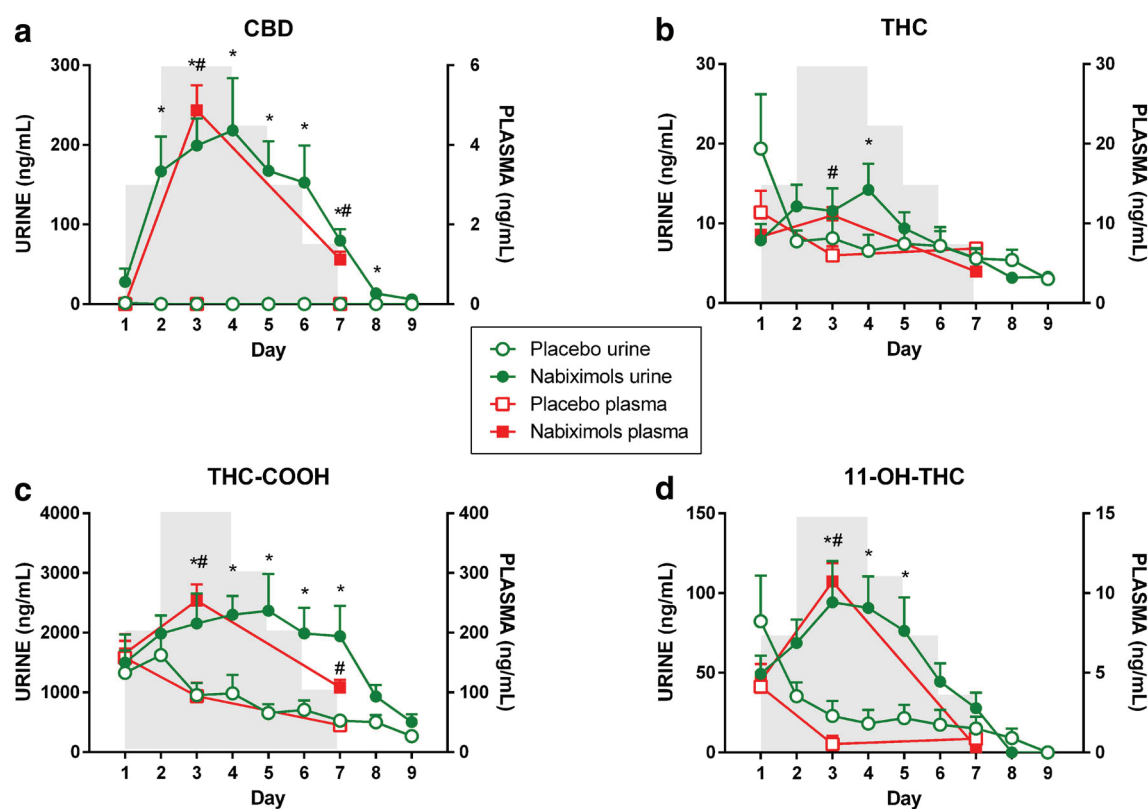 a
CBD
URINE (ng/mL)
300
200
100
0
*
*#
*
*
*
*#
*
6
4
2
0
PLASMA (ng/mL)
1 2 3 4 5 6 7 8 9
Day
b
THC
URINE (ng/mL)
30
20
10
0
#
*
30
20
10
0
PLASMA (ng/mL)
1 2 3 4 5 6 7 8 9
Day
Placebo urine
Nabiximols urine
Placebo plasma
Nabiximols plasma
c
THC-COOH
URINE (ng/mL)
4000
3000
2000
1000
0
*#
*
*
*
*
#
400
300
200
100
0
PLASMA (ng/mL)
1 2 3 4 5 6 7 8 9
Day
d
11-OH-THC
URINE (ng/mL)
150
100
50
0
*#
*
*
15
10
5
0
PLASMA (ng/mL)
1 2 3 4 5 6 7 8 9
Day